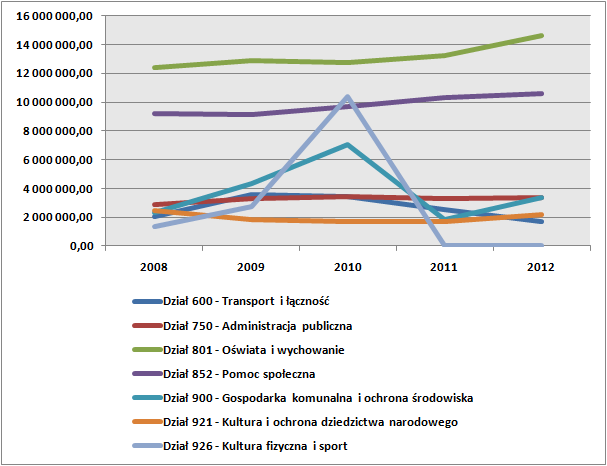 16 000 000,00
14 000 000,00
12 000 000,00
10 000 000,00
8 000 000,00
6 000 000,00
4 000 000,00
2 000 000,00
0,00
2008 2009 2010 2011 2012
Dział 600 - Transport i łączność
Dział 750 - Administracja publiczna
Dział 801 - Oświata i wychowanie
Dział 852 - Pomoc społeczna
Dział 900 - Gospodarka komunalna i ochrona środowiska
Dział 921 - Kultura i ochrona dziedzictwa narodowego
Dział 926 - Kultura fizyczna i sport